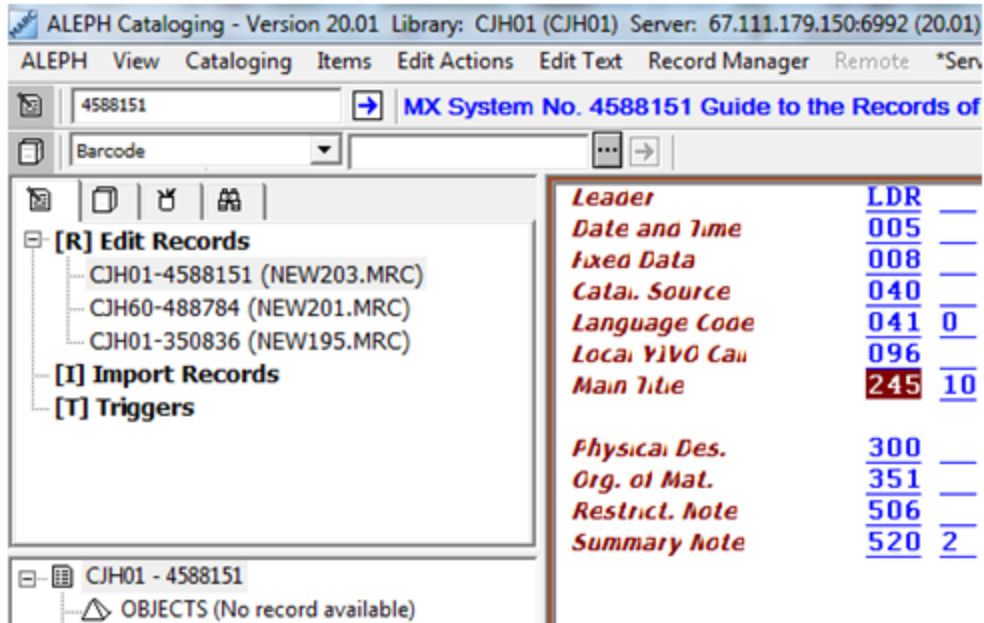 ALEPH Cataloging - Version 20.01 Library: CJH01 (CJH01) Server: 67.111.179.150:6992 (20.01)
ALEPH View Cataloging Items Edit Actions Edit Text Record Manager Remote *Serv
4588151 MX System No. 4588151 Guide to the Records of
Barcode ...
[R] Edit Records
CJH01-4588151 (NEW203.MRC)
CJH60-488784 (NEW201.MRC)
CJH01-350836 (NEW195.MRC)
[I] Import Records
[T] Triggers
CJH01 - 4588151
OBJECTS (No record available)
Leader LDR
Date and Time 005
Fixed Data 008
Catal. Source 040
Language Code 041 0
Local YIVO Call 096
Main Title 245 10
Physical Des. 300
Org. of Mat. 351
Restrict. Note 506
Summary Note 520 2